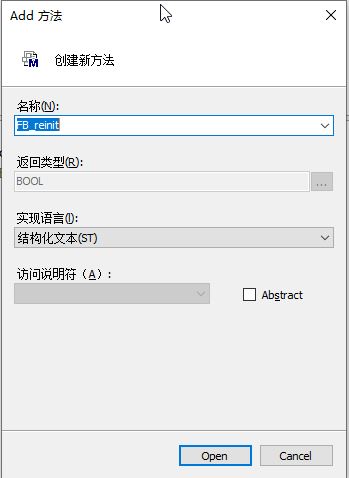 Add 方法
创建新方法
名称(N):
FB_reinit
返回类型(R):
BOOL
...
实现语言(I):
结构化文本(ST)
访问说明符（A）:
Abstract
Open
Cancel